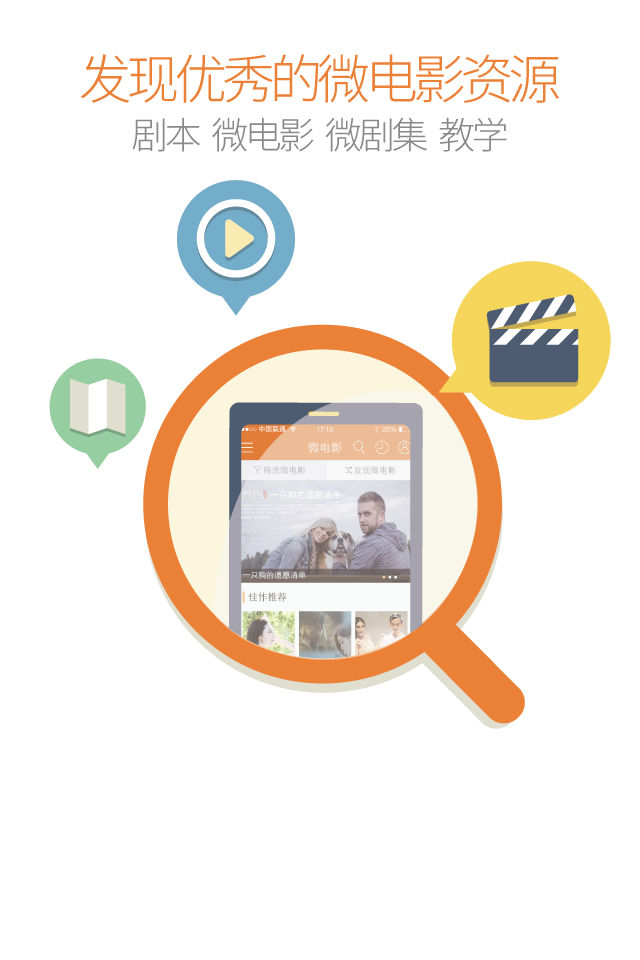 发现优秀的微电影资源
剧本 微电影 微剧集 教学
中国联通 17:13 22%
微电影
筛选微电影 发现微电影
一只狗的遗愿清单
一只狗的遗愿清单
佳作推荐